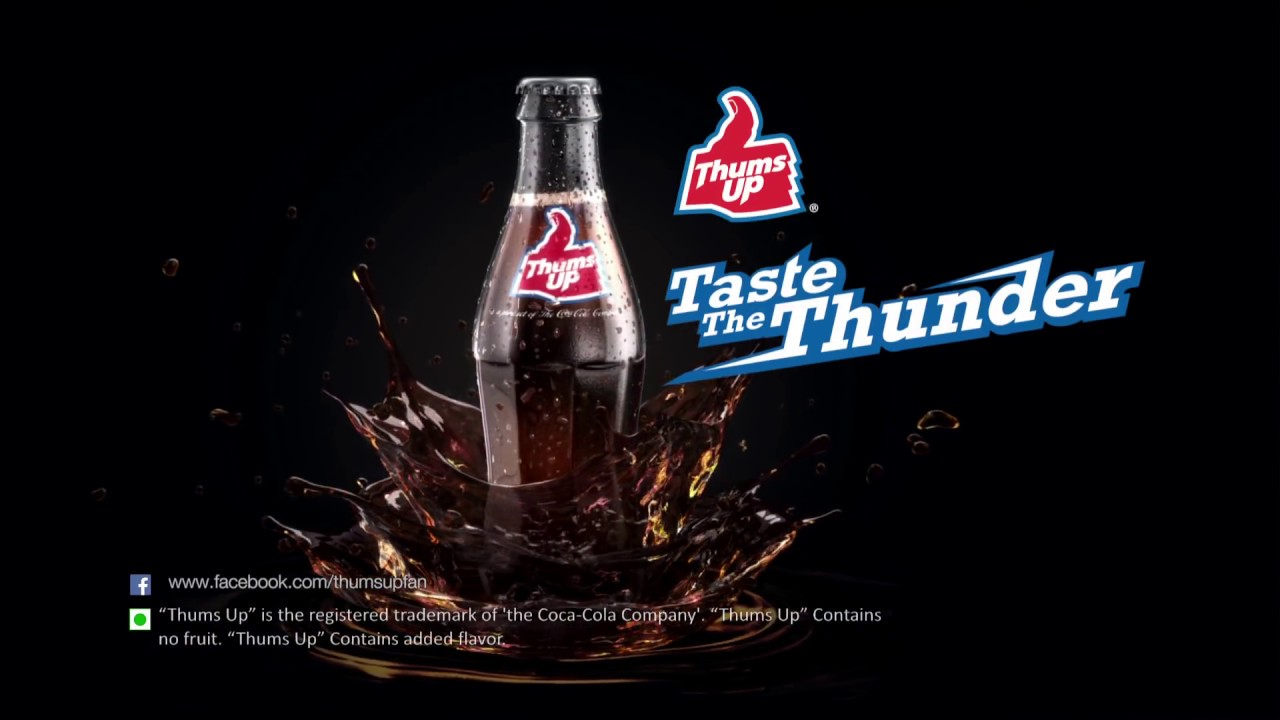 Thums
Up
®
Thums
Up
Taste
The Thunder
www.facebook.com/thumsupfan
“Thums Up” is the registered trademark of 'the Coca-Cola Company'. “Thums Up” Contains
no fruit. “Thums Up” Contains added flavor.